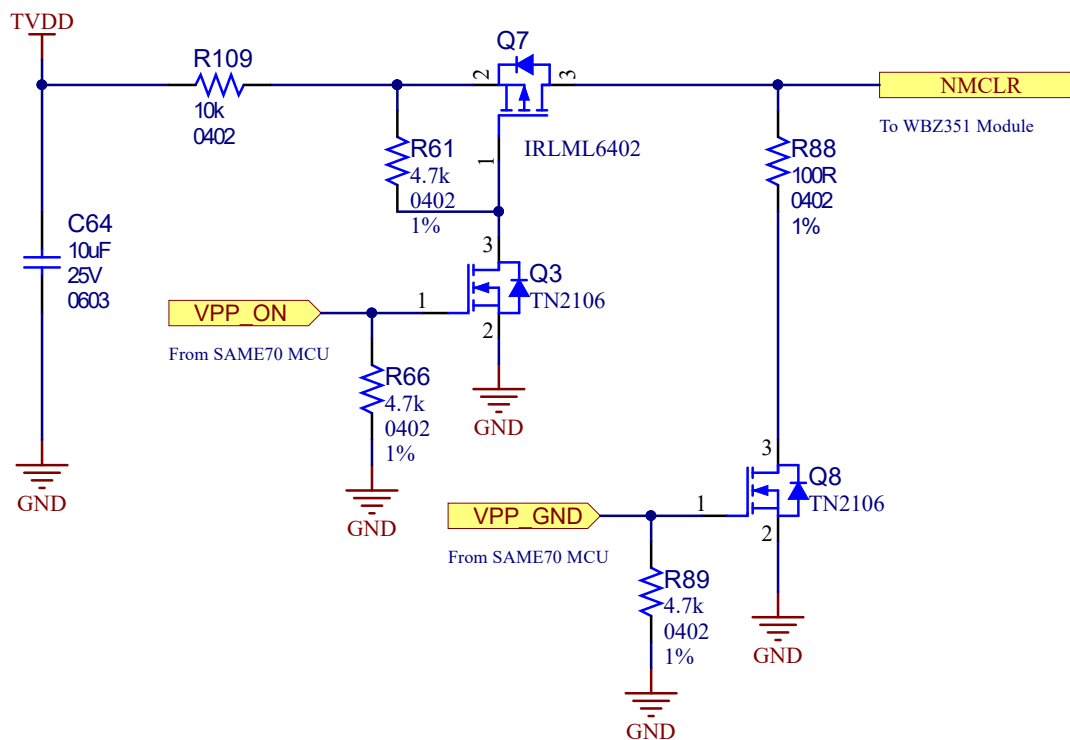 TVDD
R109
10k
0402
2
Q7
3
1
IRLML6402
NMCLR
To WBZ351 Module
R61
4.7k
0402
1%
R88
100R
0402
1%
C64
10uF
25V
0603
3
Q3
TN2106
1
2
VPP_ON
From SAME70 MCU
R66
4.7k
0402
1%
GND
GND
GND
3
Q8
TN2106
1
2
VPP_GND
From SAME70 MCU
R89
4.7k
0402
1%
GND
GND